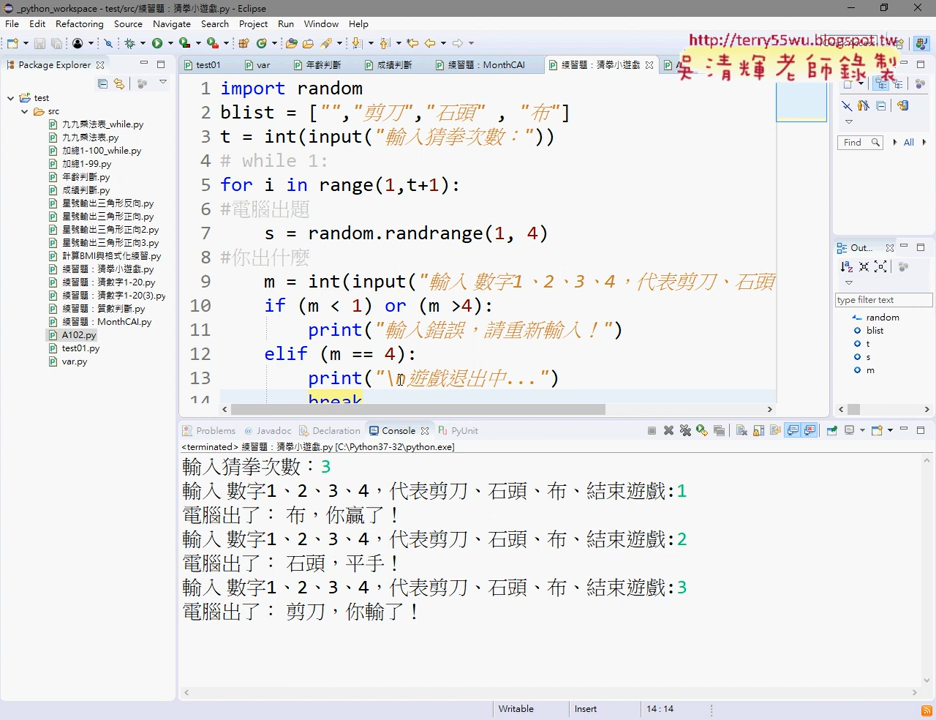 _python_workspace - test/src/練習題：猜拳小遊戲.py - Eclipse
File Edit Refactoring Source Navigate Search Project Run Window Help
http://terry55wu.blogspot.tw
吳清輝老師錄製
Package Explorer
test01 var 年齡判斷 成績判斷 練習題：MonthCAI 練習題：猜拳小遊戲
test
src
九九乘法表_while.py
九九乘法表.py
加總1-100_while.py
加總1-99.py
年齡判斷.py
成績判斷.py
星號輸出三角形反向.py
星號輸出三角形正向.py
星號輸出三角形正向2.py
星號輸出三角形正向3.py
計算BMI與格式化練習.py
練習題：猜拳小遊戲.py
練習題：猜數字1-20.py
練習題：猜數字1-20(3).py
練習題：質數判斷.py
練習題：MonthCAI.py
A102.py
test01.py
var.py
1 import random
2 blist = ["","剪刀","石頭" , "布"]
3 t = int(input("輸入猜拳次數："))
4 # while 1:
5 for i in range(1,t+1):
6 #電腦出題
7 s = random.randrange(1, 4)
8 #你出什麼
9 m = int(input("輸入 數字1、2、3、4，代表剪刀、石頭
10 if (m < 1) or (m >4):
11 print("輸入錯誤，請重新輸入！")
12 elif (m == 4):
13 print("\n遊戲退出中...")
14 break
Find All
Out...
type filter text
random
blist
t
s
m
Problems Javadoc Declaration Console PyUnit
<terminated> 練習題：猜拳小遊戲.py [C:\Python37-32\python.exe]
輸入猜拳次數：3
輸入 數字1、2、3、4，代表剪刀、石頭、布、結束遊戲:1
電腦出了： 布，你贏了！
輸入 數字1、2、3、4，代表剪刀、石頭、布、結束遊戲:2
電腦出了： 石頭，平手！
輸入 數字1、2、3、4，代表剪刀、石頭、布、結束遊戲:3
電腦出了： 剪刀，你輸了！
Writable Insert 14 : 14